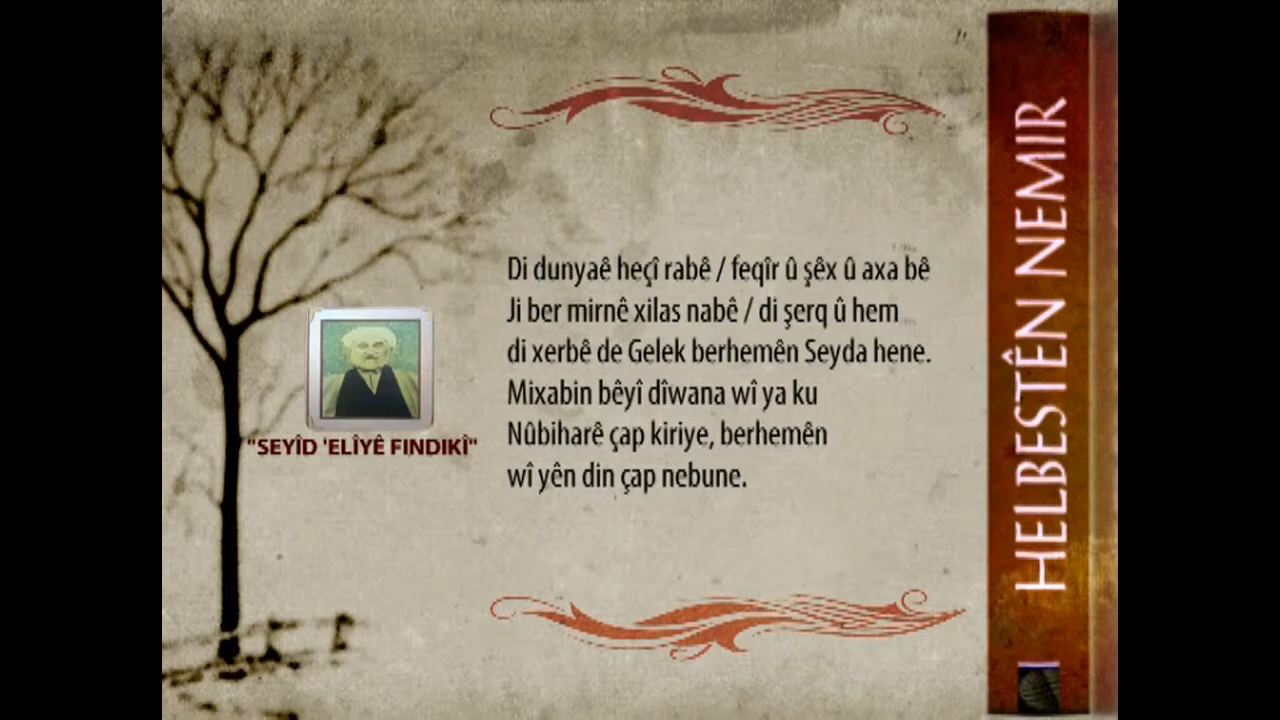 Di dunyaê heçî rabê / feqîr û şêx û axa bê
Ji ber mirnê xilas nabê / di şerq û hem
di xerbê de Gelek berhemên Seyda hene.
Mixabin bêyî dîwana wî ya ku
Nûbiharê çap kiriye, berhemên
wî yên din çap nebune.
"SEYÎD 'ELÎYÊ FINDIKÎ"
HELBESTÊN NEMIR